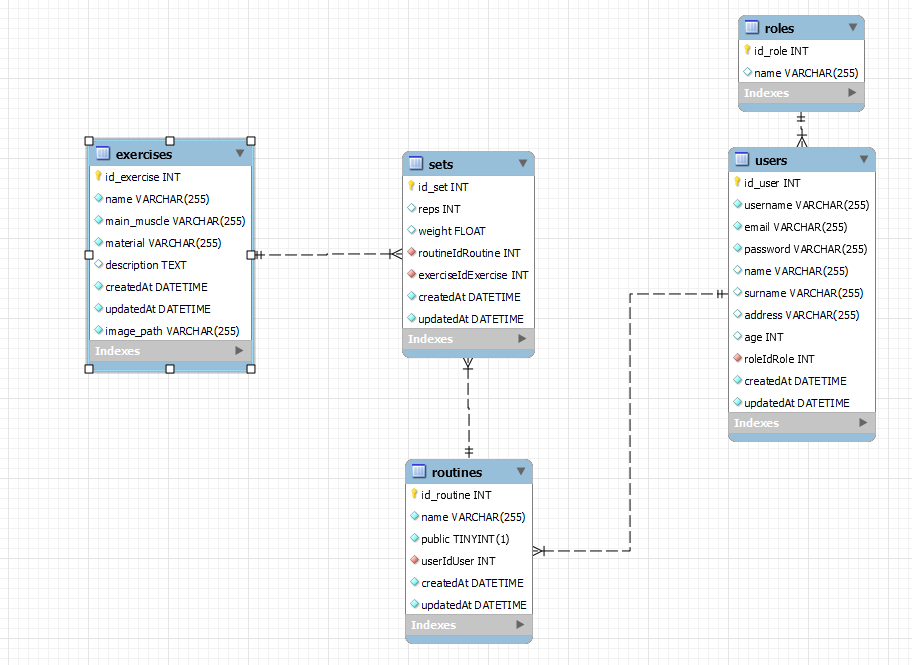 roles
id_role INT
name VARCHAR(255)
Indexes
exercises
id_exercise INT
name VARCHAR(255)
main_muscle VARCHAR(255)
material VARCHAR(255)
description TEXT
createdAt DATETIME
updatedAt DATETIME
image_path VARCHAR(255)
Indexes
sets
id_set INT
reps INT
weight FLOAT
routineIdRoutine INT
exerciseIdExercise INT
createdAt DATETIME
updatedAt DATETIME
Indexes
users
id_user INT
username VARCHAR(255)
email VARCHAR(255)
password VARCHAR(255)
name VARCHAR(255)
surname VARCHAR(255)
address VARCHAR(255)
age INT
roleIdRole INT
createdAt DATETIME
updatedAt DATETIME
Indexes
routines
id_routine INT
name VARCHAR(255)
public TINYINT(1)
userIdUser INT
createdAt DATETIME
updatedAt DATETIME
Indexes